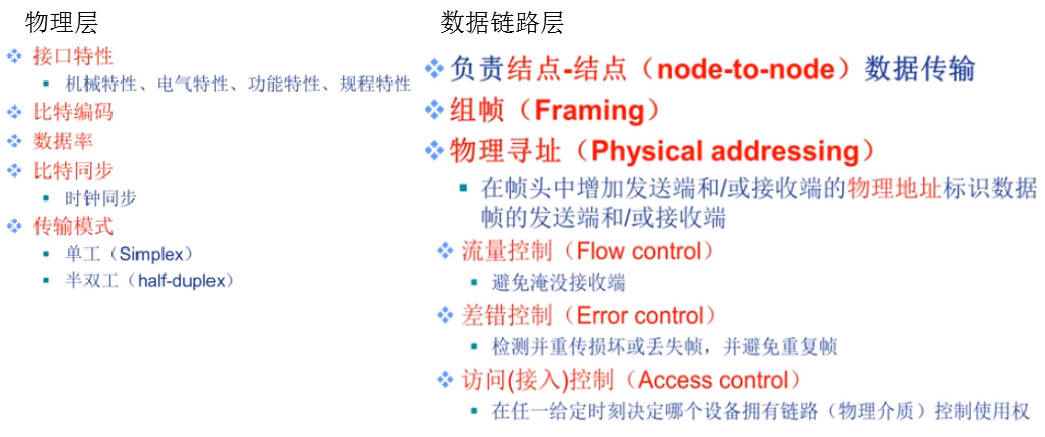 物理层
接口特性
机械特性、电气特性、功能特性、规程特性
比特编码
数据率
比特同步
时钟同步
传输模式
单工（Simplex）
半双工（half-duplex）
数据链路层
负责结点-结点（node-to-node）数据传输
组帧（Framing）
物理寻址（Physical addressing）
在帧头中增加发送端和/或接收端的物理地址标识数据
帧的发送端和/或接收端
流量控制（Flow control）
避免淹没接收端
差错控制（Error control）
检测并重传损坏或丢失帧，并避免重复帧
访问(接入)控制（Access control）
在任一给定时刻决定哪个设备拥有链路（物理介质）控制使用权